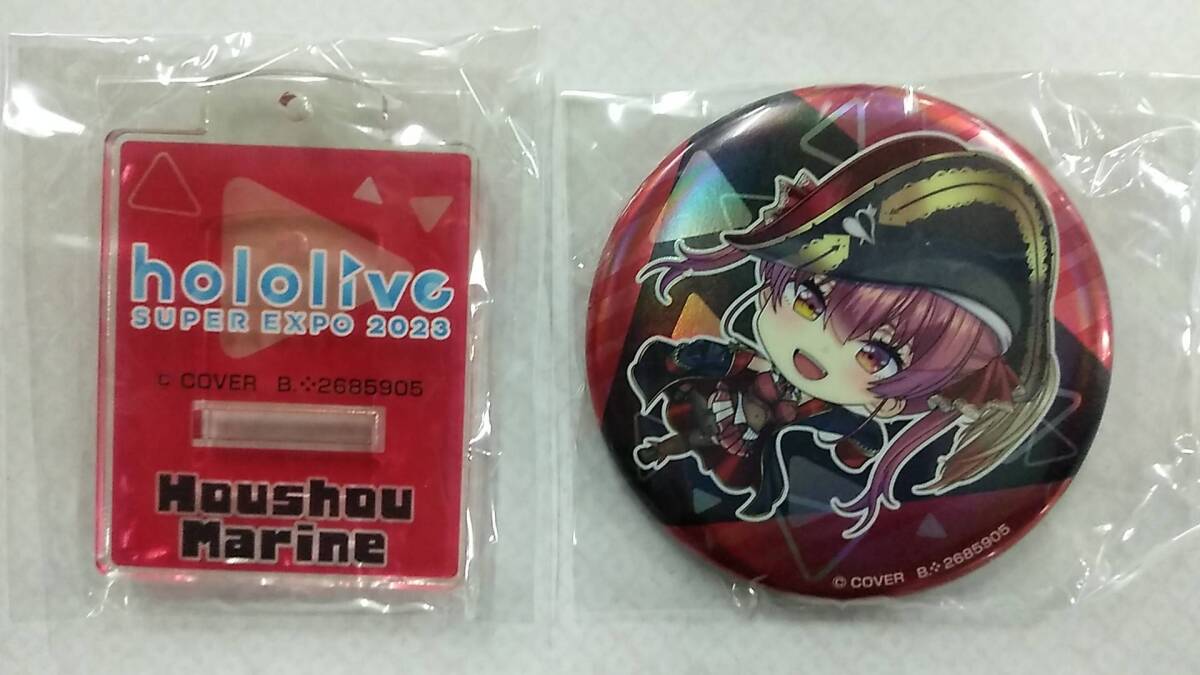 hololive
SUPER EXPO 2023
© COVER B.⁘2685905
Houshou
Marine
© COVER B.⁘2685905